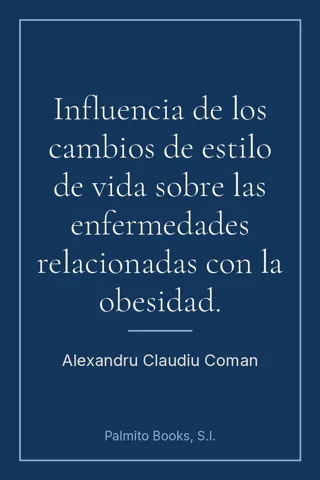 Influencia de los
cambios de estilo
de vida sobre las
enfermedades
relacionadas con la
obesidad.
Alexandru Claudiu Coman
Palmito Books, S.l.